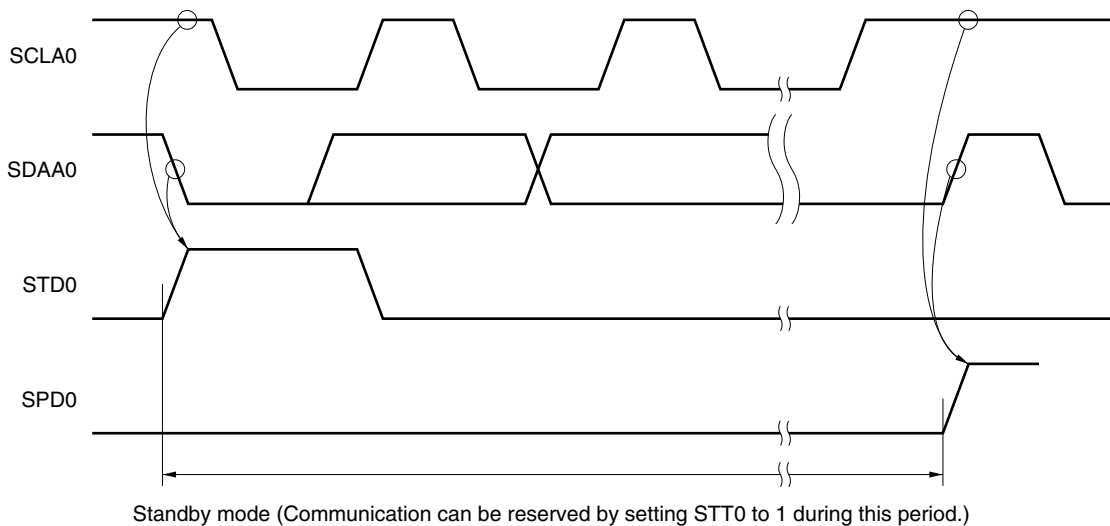 SCLA0
SDAA0
STD0
SPD0
Standby mode (Communication can be reserved by setting STT0 to 1 during this period.)